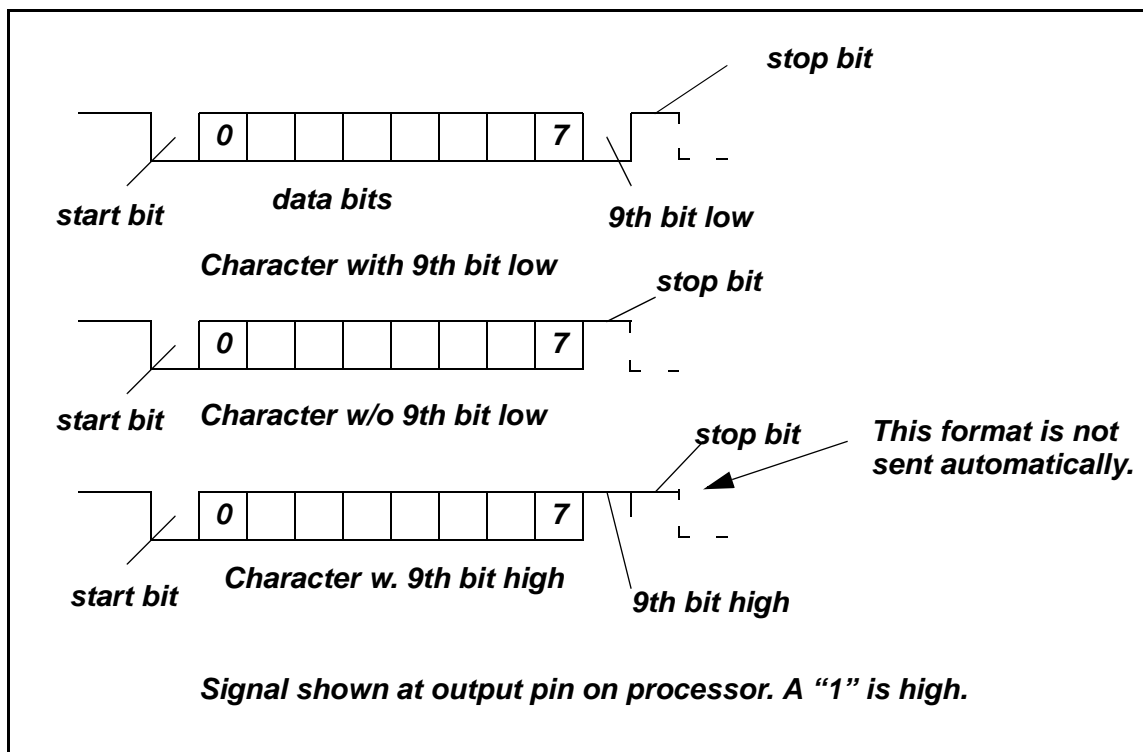 stop bit
0 7
start bit
data bits
9th bit low
Character with 9th bit low
stop bit
0 7
start bit
Character w/o 9th bit low
stop bit
This format is not
sent automatically.
0 7
start bit
Character w. 9th bit high
9th bit high
Signal shown at output pin on processor. A “1” is high.